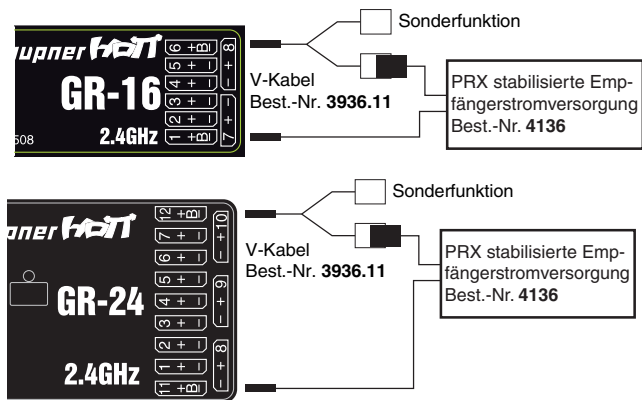 Sonderfunktion
upner HoTT
6 +B
5 + –
4 + –
3 + –
2 + –
1 +B
– + 8
7 + –
GR-16
2.4GHz
508
V-Kabel
Best.-Nr. 3936.11
PRX stabilisierte Emp-
fängerstromversorgung
Best.-Nr. 4136
Sonderfunktion
pner HoTT
12 +B
7 + –
6 + –
5 + –
4 + –
3 + –
2 + –
1 + –
11 +B
– +10
– + 9
– + 8
GR-24
2.4GHz
V-Kabel
Best.-Nr. 3936.11
PRX stabilisierte Emp-
fängerstromversorgung
Best.-Nr. 4136